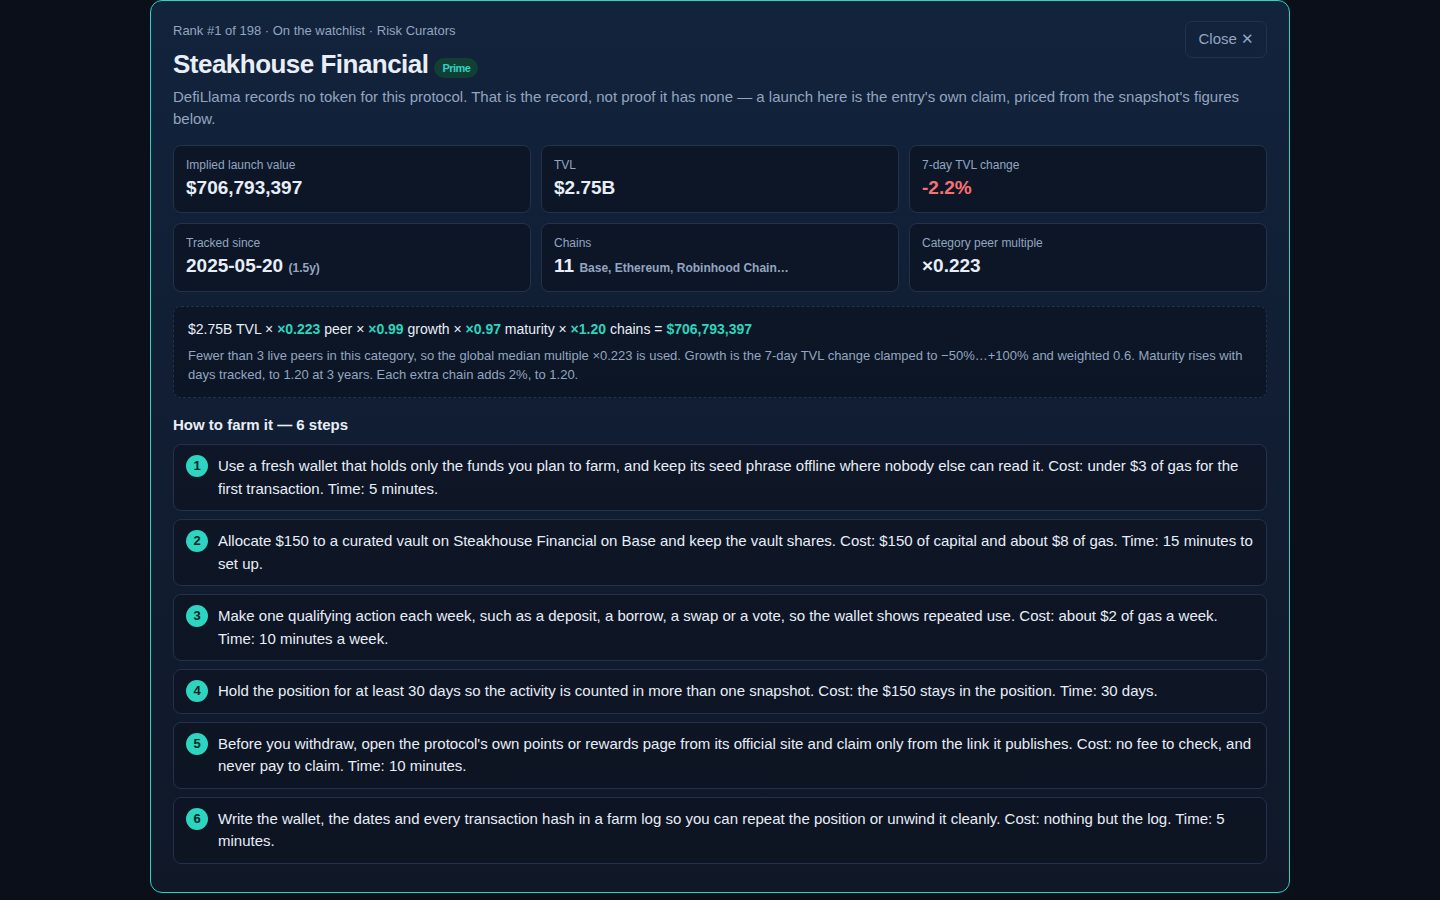 Rank #1 of 198 · On the watchlist · Risk Curators
Close ✕
Steakhouse Financial Prime
DefiLlama records no token for this protocol. That is the record, not proof it has none — a launch here is the entry's own claim, priced from the snapshot's figures
below.
Implied launch value
$706,793,397
TVL
$2.75B
7-day TVL change
-2.2%
Tracked since
2025-05-20 (1.5y)
Chains
11 Base, Ethereum, Robinhood Chain…
Category peer multiple
×0.223
$2.75B TVL × ×0.223 peer × ×0.99 growth × ×0.97 maturity × ×1.20 chains = $706,793,397
Fewer than 3 live peers in this category, so the global median multiple ×0.223 is used. Growth is the 7-day TVL change clamped to −50%…+100% and weighted 0.6. Maturity rises with
days tracked, to 1.20 at 3 years. Each extra chain adds 2%, to 1.20.
How to farm it — 6 steps
1 Use a fresh wallet that holds only the funds you plan to farm, and keep its seed phrase offline where nobody else can read it. Cost: under $3 of gas for the
first transaction. Time: 5 minutes.
2 Allocate $150 to a curated vault on Steakhouse Financial on Base and keep the vault shares. Cost: $150 of capital and about $8 of gas. Time: 15 minutes to
set up.
3 Make one qualifying action each week, such as a deposit, a borrow, a swap or a vote, so the wallet shows repeated use. Cost: about $2 of gas a week.
Time: 10 minutes a week.
4 Hold the position for at least 30 days so the activity is counted in more than one snapshot. Cost: the $150 stays in the position. Time: 30 days.
5 Before you withdraw, open the protocol's own points or rewards page from its official site and claim only from the link it publishes. Cost: no fee to check, and
never pay to claim. Time: 10 minutes.
6 Write the wallet, the dates and every transaction hash in a farm log so you can repeat the position or unwind it cleanly. Cost: nothing but the log. Time: 5
minutes.